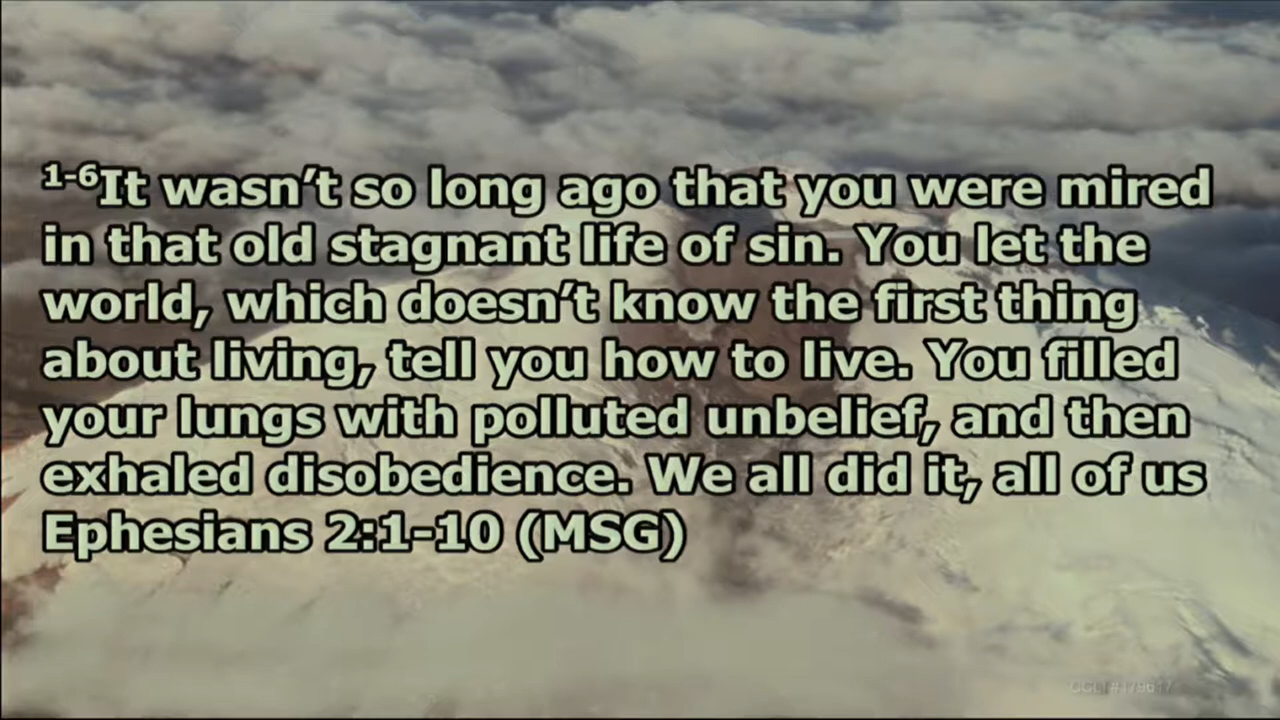 1-6It wasn't so long ago that you were mired
in that old stagnant life of sin. You let the
world, which doesn't know the first thing
about living, tell you how to live. You filled
your lungs with polluted unbelief, and then
exhaled disobedience. We all did it, all of us
Ephesians 2:1-10 (MSG)